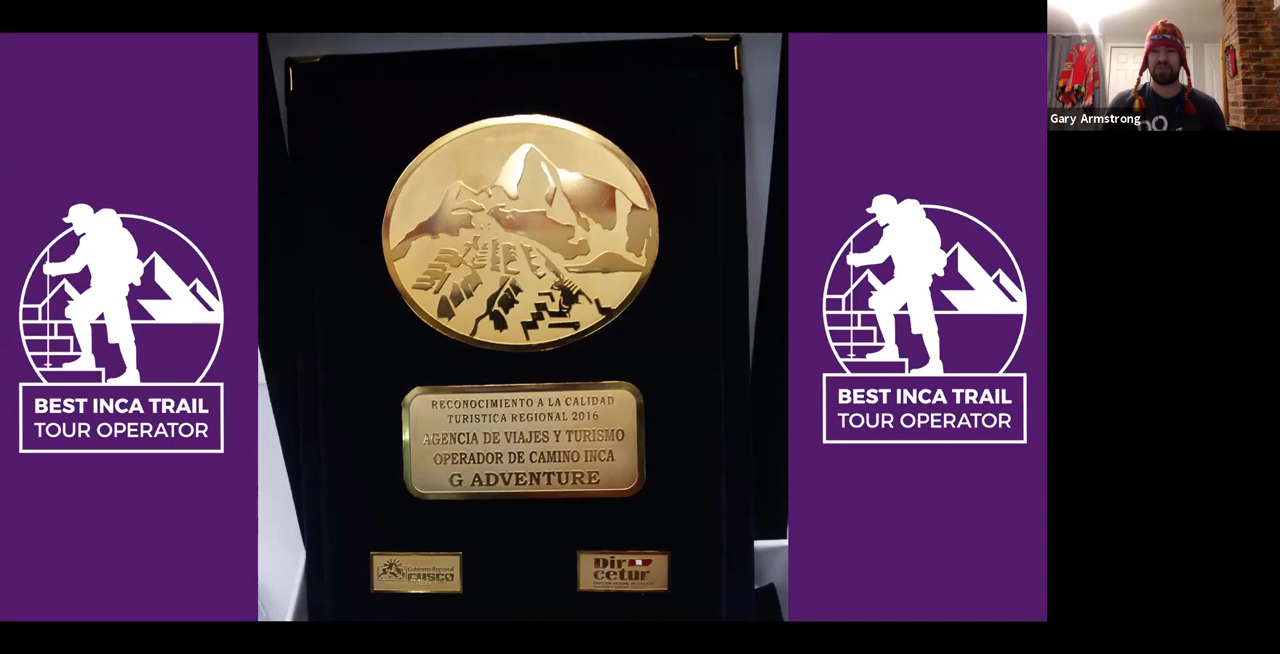 BEST INCA TRAIL
TOUR OPERATOR
RECONOCIMIENTO A LA CALIDAD
TURISTICA REGIONAL 2016
AGENCIA DE VIAJES Y TURISMO
OPERADOR DE CAMINO INCA
G ADVENTURE
Gobierno Regional
CUSCO
Dir
cetur
BEST INCA TRAIL
TOUR OPERATOR
Gary Armstrong